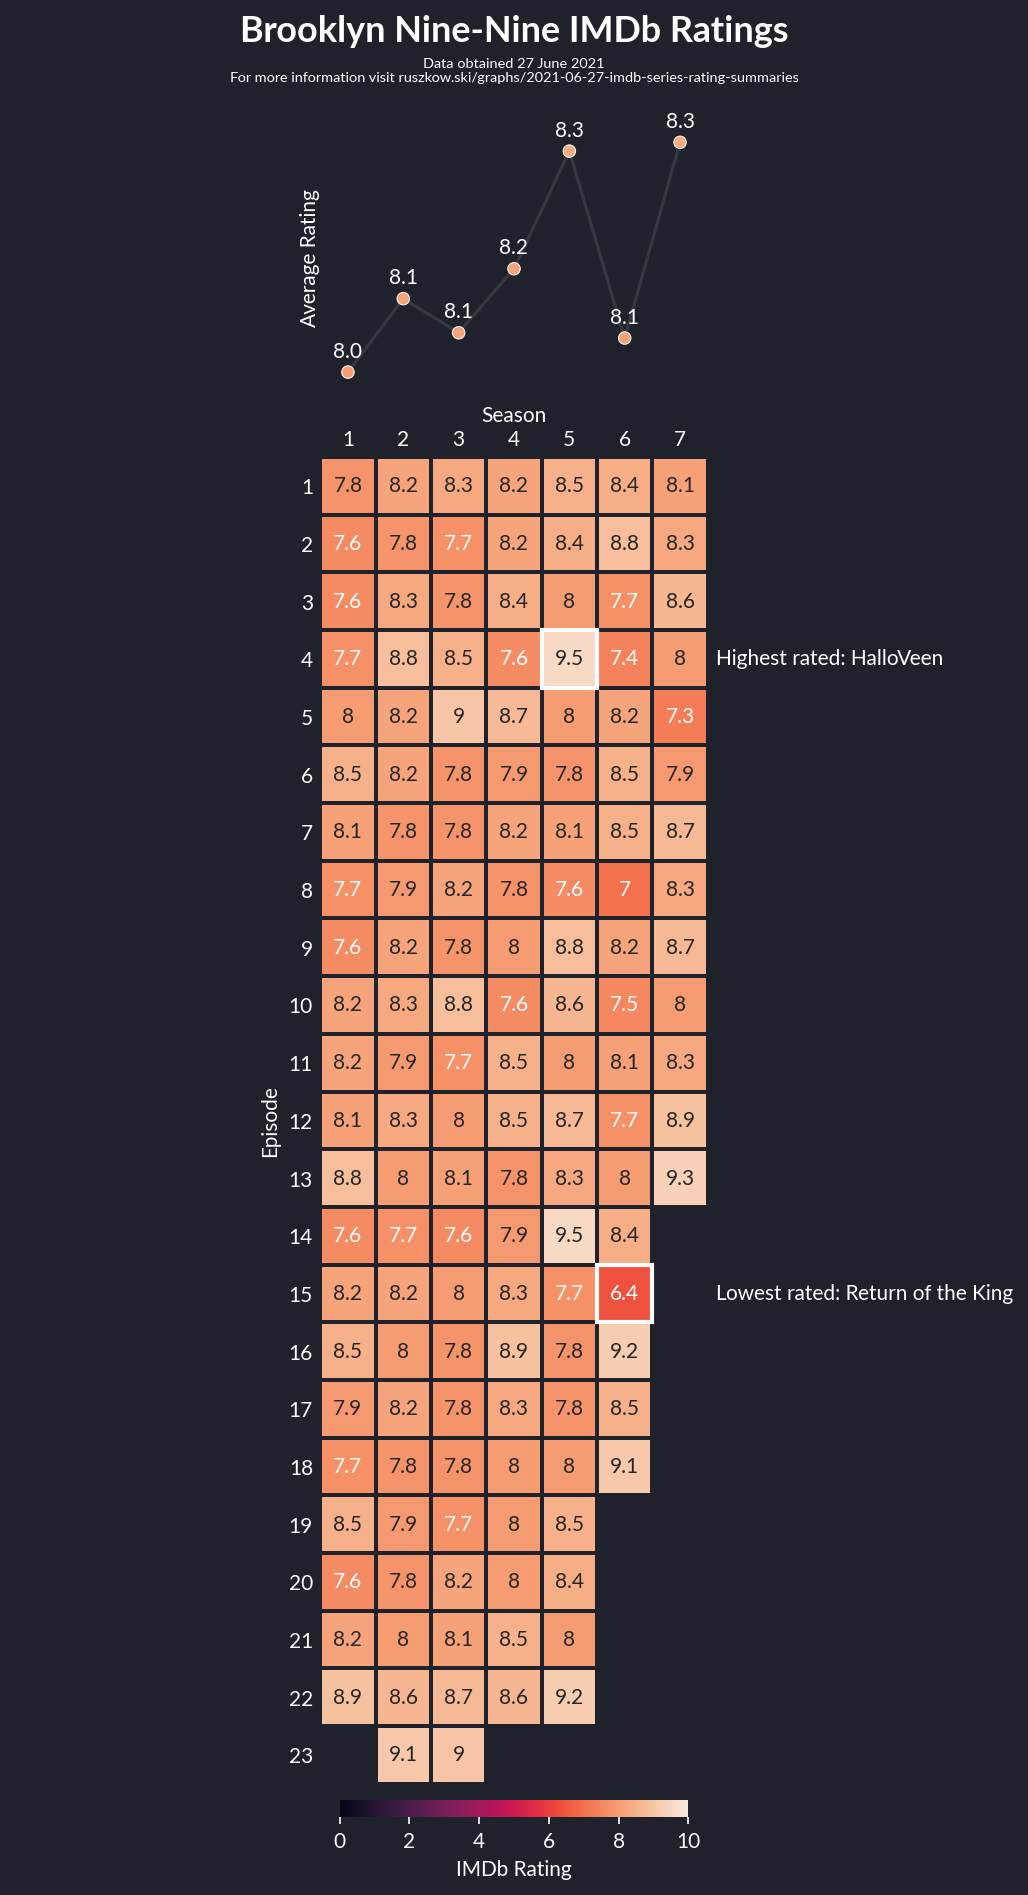 Brooklyn Nine-Nine IMDb Ratings
Data obtained 27 June 2021
For more information visit ruszkow.ski/graphs/2021-06-27-imdb-series-rating-summaries
8.3
8.3
8.2
8.1
8.1
8.1
8.0
Average Rating
Season
1 2 3 4 5 6 7
1 7.8 8.2 8.3 8.2 8.5 8.4 8.1
2 7.6 7.8 7.7 8.2 8.4 8.8 8.3
3 7.6 8.3 7.8 8.4 8 7.7 8.6
4 7.7 8.8 8.5 7.6 9.5 7.4 8 Highest rated: HalloVeen
5 8 8.2 9 8.7 8 8.2 7.3
6 8.5 8.2 7.8 7.9 7.8 8.5 7.9
7 8.1 7.8 7.8 8.2 8.1 8.5 8.7
8 7.7 7.9 8.2 7.8 7.6 7 8.3
9 7.6 8.2 7.8 8 8.8 8.2 8.7
10 8.2 8.3 8.8 7.6 8.6 7.5 8
11 8.2 7.9 7.7 8.5 8 8.1 8.3
Episode
12 8.1 8.3 8 8.5 8.7 7.7 8.9
13 8.8 8 8.1 7.8 8.3 8 9.3
14 7.6 7.7 7.6 7.9 9.5 8.4
15 8.2 8.2 8 8.3 7.7 6.4 Lowest rated: Return of the King
16 8.5 8 7.8 8.9 7.8 9.2
17 7.9 8.2 7.8 8.3 7.8 8.5
18 7.7 7.8 7.8 8 8 9.1
19 8.5 7.9 7.7 8 8.5
20 7.6 7.8 8.2 8 8.4
21 8.2 8 8.1 8.5 8
22 8.9 8.6 8.7 8.6 9.2
23 9.1 9
0 2 4 6 8 10
IMDb Rating